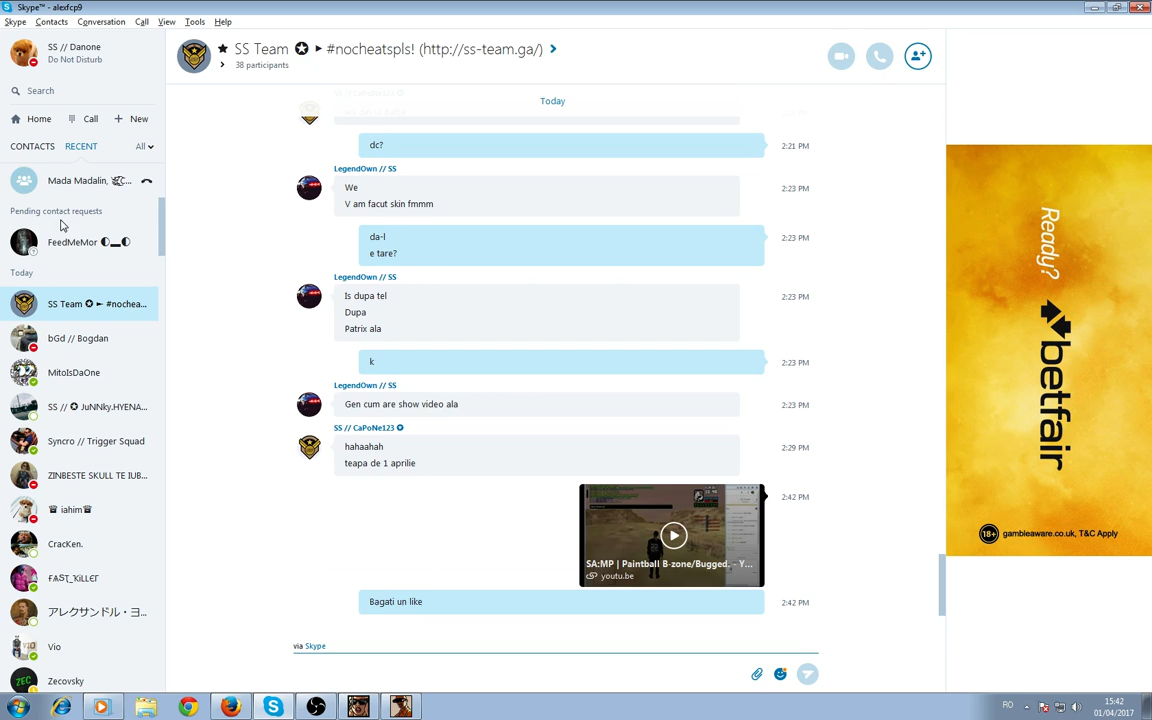 Skype™ - alexfcp9
Skype Contacts Conversation Call View Tools Help
SS // Danone
Do Not Disturb
Search
Home Call New
CONTACTS RECENT All
Mada Madalin,
Pending contact requests
FeedMeMor
Today
SS Team ✪ ► #nochea...
bGd // Bogdan
MitoIsDaOne
SS // ✪ JuNNky.HYENA...
Syncro // Trigger Squad
ZINBESTE SKULL TE IUB...
♛ iahim♛
CracKen.
アレクサンドル・ヨ...
Vio
Zecovsky
ZEC
★ SS Team ✪ ► #nocheatspls! (http://ss-team.ga/)
38 participants
Today
dc? 2:21 PM
LegendOwn // SS
We 2:23 PM
V am facut skin fmmm
da-l 2:23 PM
e tare?
LegendOwn // SS
Is dupa tel 2:23 PM
Dupa
Patrix ala
k 2:23 PM
LegendOwn // SS
Gen cum are show video ala 2:23 PM
SS // CaPoNe123 ✪
hahaahah 2:29 PM
teapa de 1 aprilie
2:42 PM
SA:MP | Paintball B-zone/Bugged. - Y...
youtu.be
Bagati un like 2:42 PM
via Skype
Ready?
betfair
18+ gambleaware.co.uk, T&C Apply
RO
15:42
01/04/2017